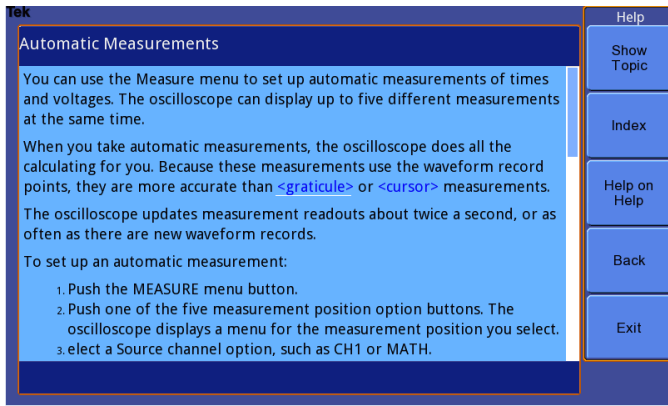 Tek
Automatic Measurements
You can use the Measure menu to set up automatic measurements of times
and voltages. The oscilloscope can display up to five different measurements
at the same time.
When you take automatic measurements, the oscilloscope does all the
calculating for you. Because these measurements use the waveform record
points, they are more accurate than <graticule> or <cursor> measurements.
The oscilloscope updates measurement readouts about twice a second, or as
often as there are new waveform records.
To set up an automatic measurement:
1. Push the MEASURE menu button.
2. Push one of the five measurement position option buttons. The
oscilloscope displays a menu for the measurement position you select.
3. elect a Source channel option, such as CH1 or MATH.
Help
Show
Topic
Index
Help on
Help
Back
Exit